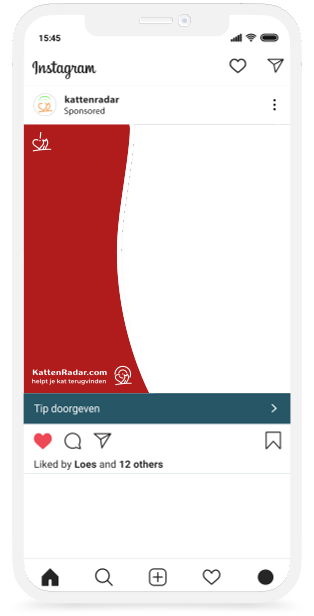 15:45
Instagram
kattenradar
Sponsored
KattenRadar.com
helpt je kat terugvinden
Tip doorgeven
Liked by Loes and 12 others